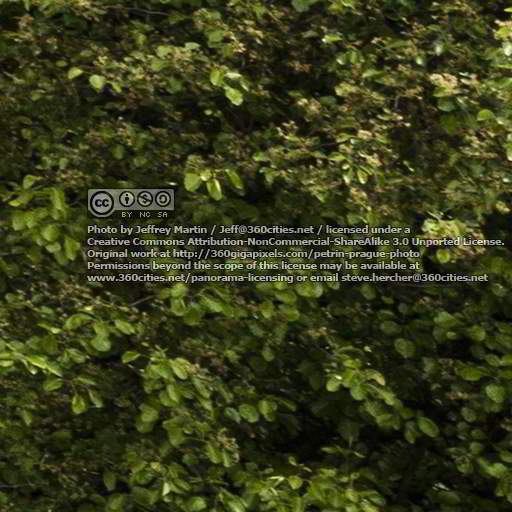 cc
BY NC SA
Photo by Jeffrey Martin / Jeff@360cities.net / licensed under a
Creative Commons Attribution-NonCommercial-ShareAlike 3.0 Unported License.
Original work at http://360gigapixels.com/petrin-prague-photo
Permissions beyond the scope of this license may be available at
www.360cities.net/panorama-licensing or email steve.hercher@360cities.net